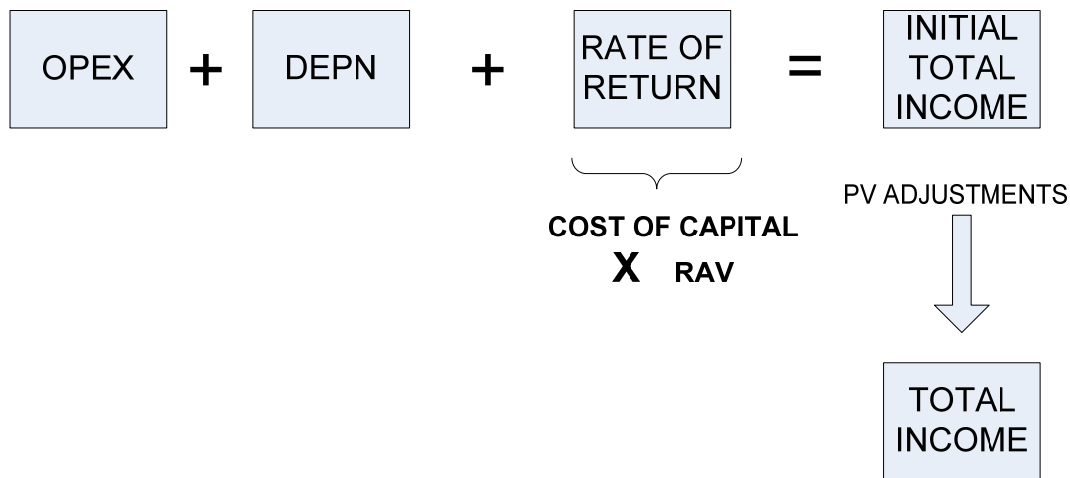 OPEX
+
DEPN
+
RATE OF
RETURN
=
INITIAL
TOTAL
INCOME
COST OF CAPITAL
X RAV
PV ADJUSTMENTS
TOTAL
INCOME